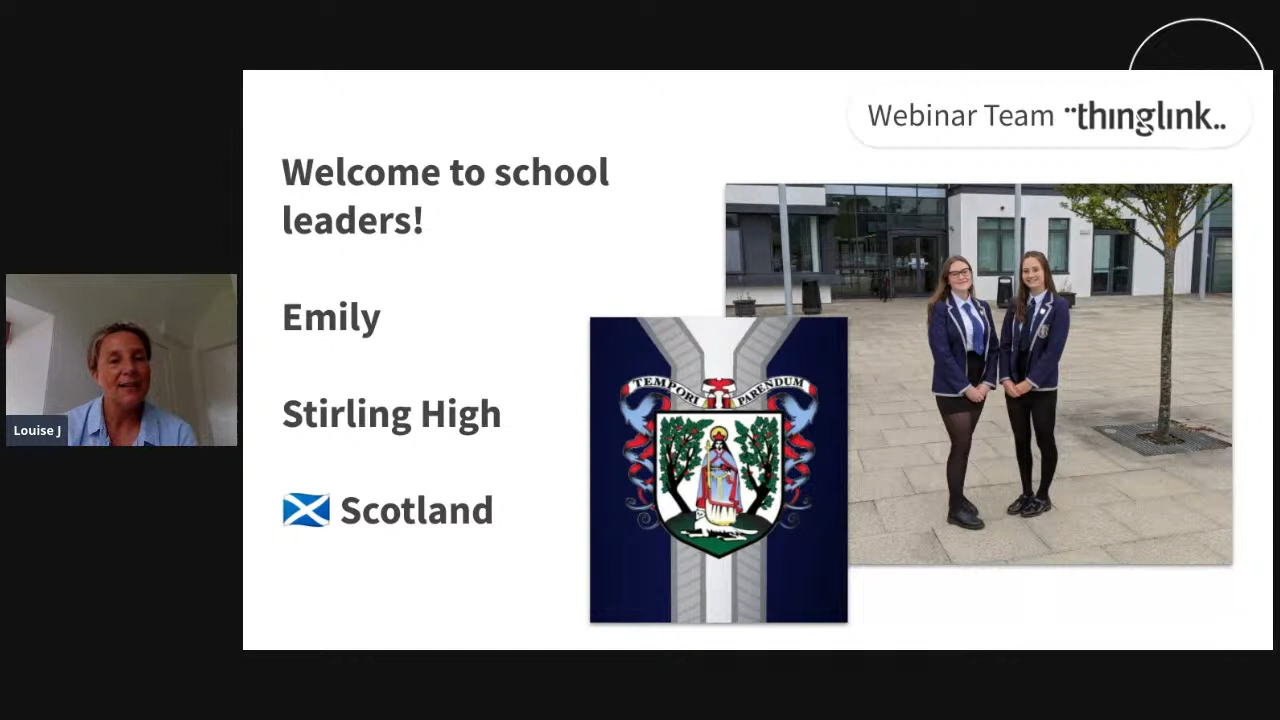 Webinar Team ¨thinglink..
Welcome to school
leaders!
Emily
Stirling High
Scotland
TEMPORI PARENDUM
Louise J